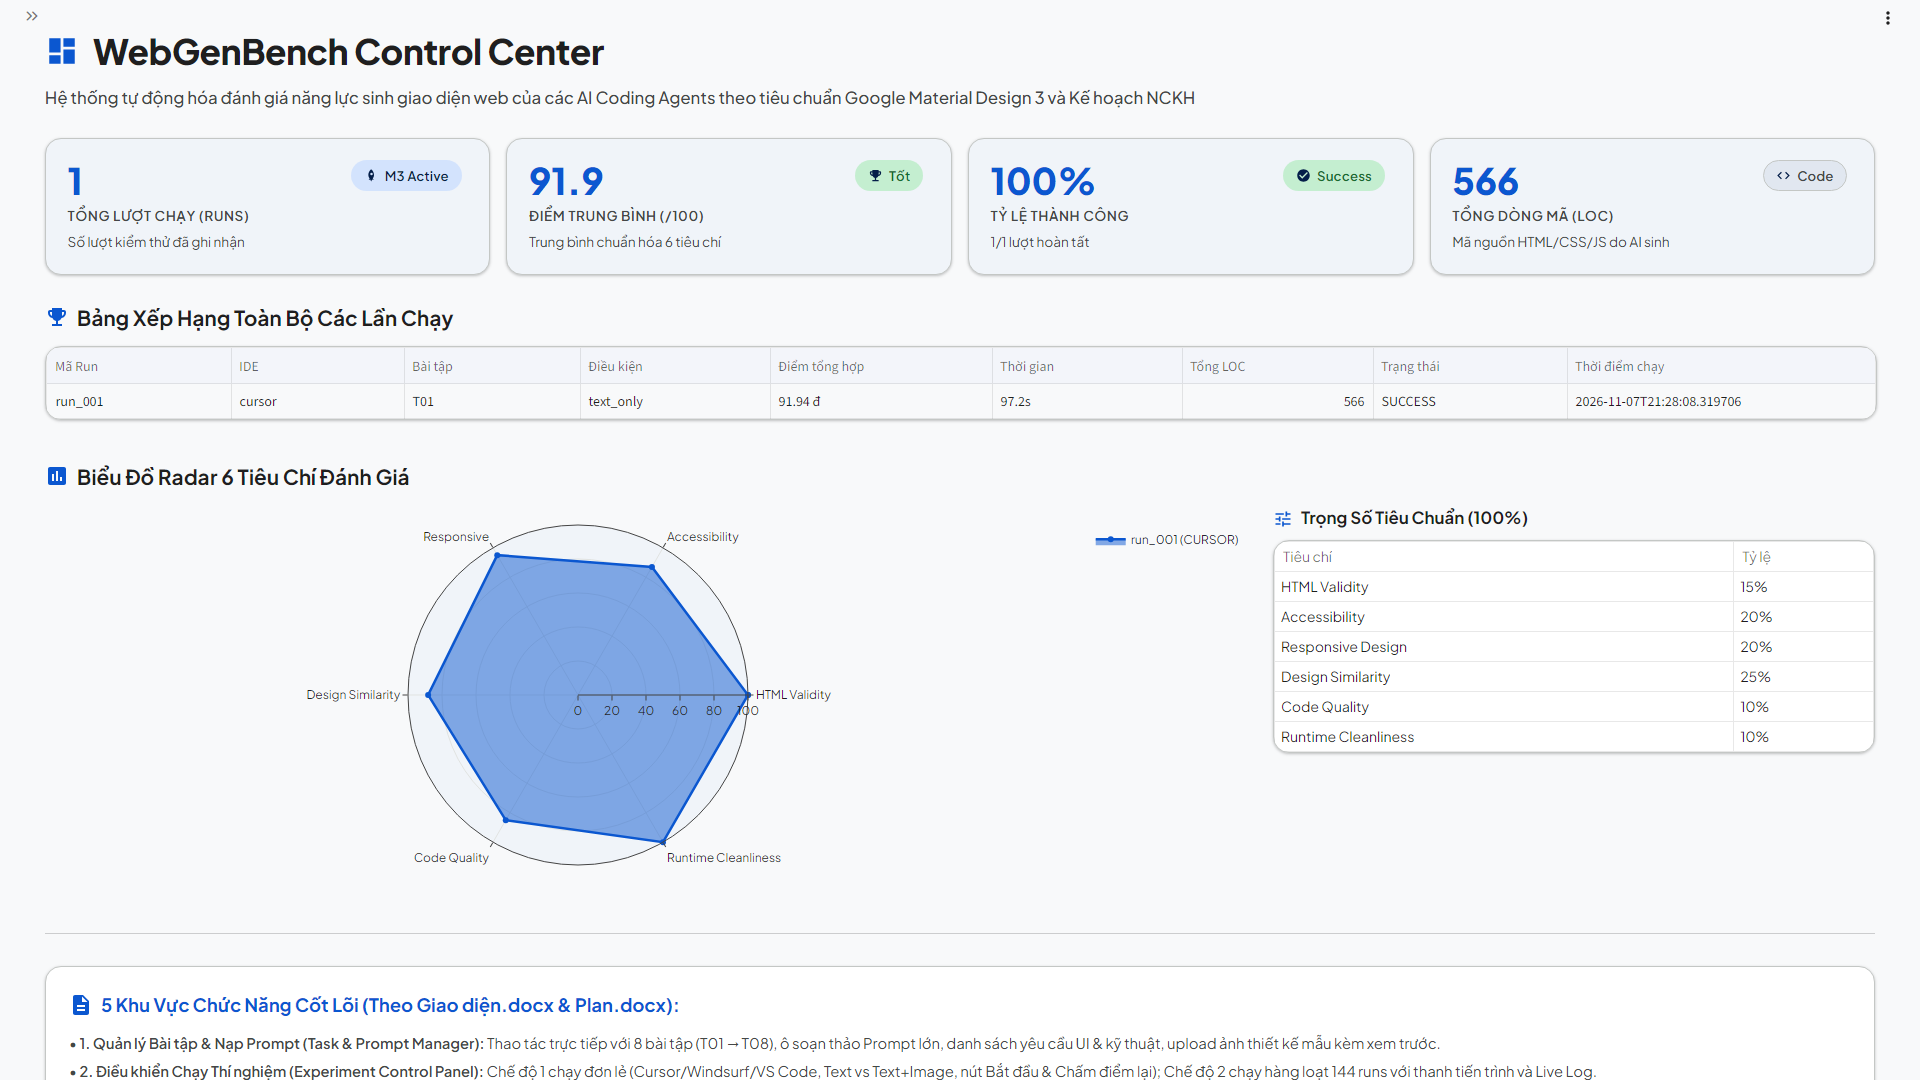 WebGenBench Control Center
Hệ thống tự động hóa đánh giá năng lực sinh giao diện web của các AI Coding Agents theo tiêu chuẩn Google Material Design 3 và Kế hoạch NCKH
1
M3 Active
TỔNG LƯỢT CHẠY (RUNS)
Số lượt kiểm thử đã ghi nhận
91.9
Tốt
ĐIỂM TRUNG BÌNH (/100)
Trung bình chuẩn hóa 6 tiêu chí
100%
Success
TỶ LỆ THÀNH CÔNG
1/1 lượt hoàn tất
566
Code
TỔNG DÒNG MÃ (LOC)
Mã nguồn HTML/CSS/JS do AI sinh
Bảng Xếp Hạng Toàn Bộ Các Lần Chạy
Mã Run IDE Bài tập Điều kiện Điểm tổng hợp Thời gian Tổng LOC Trạng thái Thời điểm chạy
run_001 cursor T01 text_only 91.94 đ 97.2s 566 SUCCESS 2026-11-07T21:28:08.319706
Biểu Đồ Radar 6 Tiêu Chí Đánh Giá
Responsive
Accessibility
Design Similarity
HTML Validity
0 20 40 60 80 100
Code Quality
Runtime Cleanliness
run_001 (CURSOR)
Trọng Số Tiêu Chuẩn (100%)
Tiêu chí Tỷ lệ
HTML Validity 15%
Accessibility 20%
Responsive Design 20%
Design Similarity 25%
Code Quality 10%
Runtime Cleanliness 10%
5 Khu Vực Chức Năng Cốt Lõi (Theo Giao diện.docx & Plan.docx):
• 1. Quản lý Bài tập & Nạp Prompt (Task & Prompt Manager): Thao tác trực tiếp với 8 bài tập (T01 → T08), ô soạn thảo Prompt lớn, danh sách yêu cầu UI & kỹ thuật, upload ảnh thiết kế mẫu kèm xem trước.
• 2. Điều khiển Chạy Thí nghiệm (Experiment Control Panel): Chế độ 1 chạy đơn lẻ (Cursor/Windsurf/VS Code, Text vs Text+Image, nút Bắt đầu & Chấm điểm lại); Chế độ 2 chạy hàng loạt 144 runs với thanh tiến trình và Live Log.